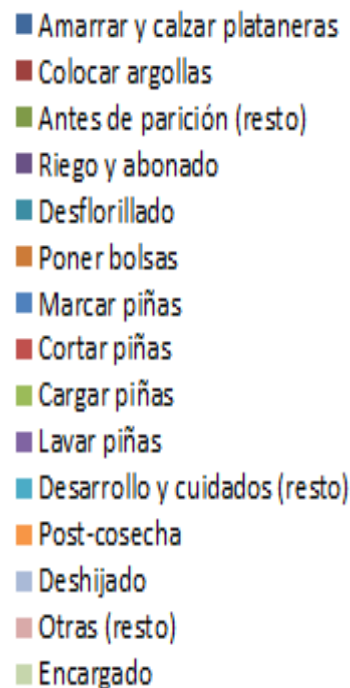 Amarrar y calzar plataneras
Colocar argollas
Antes de parición (resto)
Riego y abonado
Desflorillado
Poner bolsas
Marcar piñas
Cortar piñas
Cargar piñas
Lavar piñas
Desarrollo y cuidados (resto)
Post-cosecha
Deshijado
Otras (resto)
Encargado